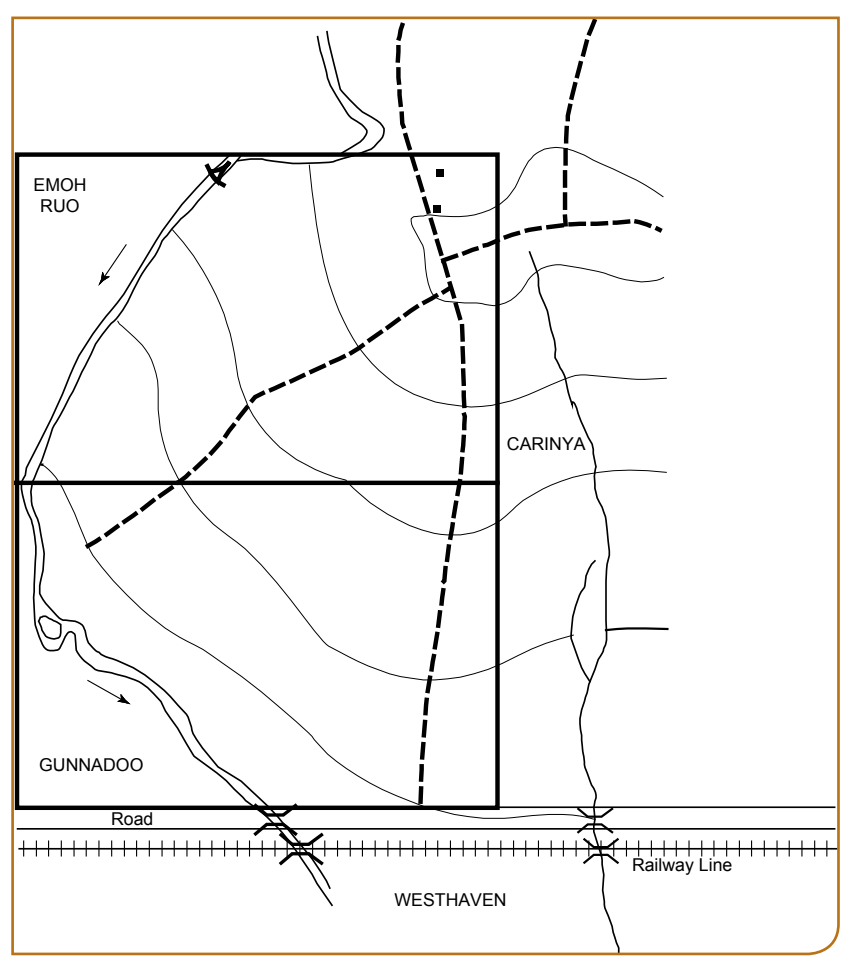 EMOH
RUO
CARINYA
GUNNADOO
Road
Railway Line
WESTHAVEN